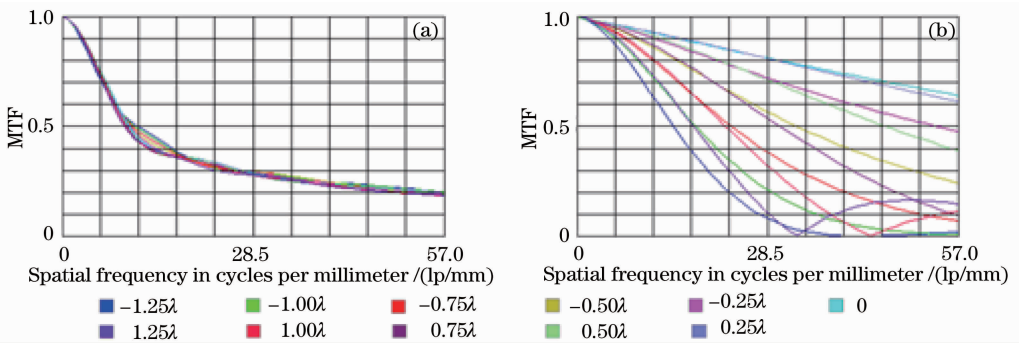 1.0 (a)
MTF
0.5
0
0 28.5 57.0
Spatial frequency in cycles per millimeter /(lp/mm)
1.0 (b)
MTF
0.5
0
0 28.5 57.0
Spatial frequency in cycles per millimeter /(lp/mm)
−1.25λ −1.00λ −0.75λ −0.50λ −0.25λ 0
1.25λ 1.00λ 0.75λ 0.50λ 0.25λ